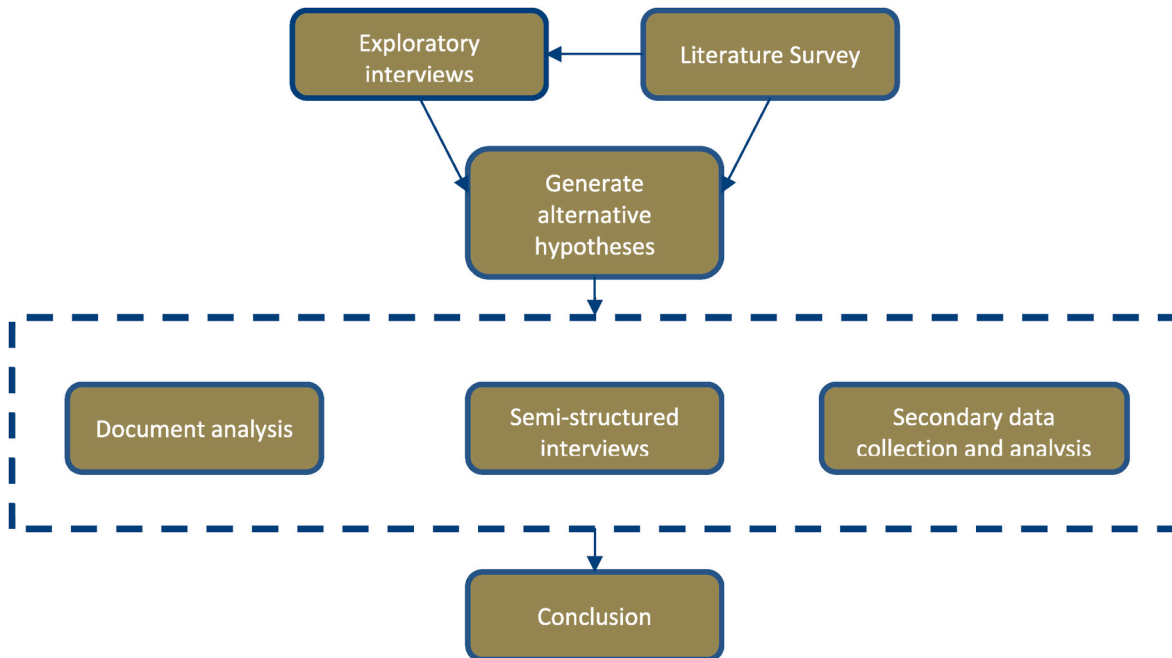 Exploratory
interviews
Literature Survey
Generate
alternative
hypotheses
Document analysis
Semi-structured
interviews
Secondary data
collection and analysis
Conclusion